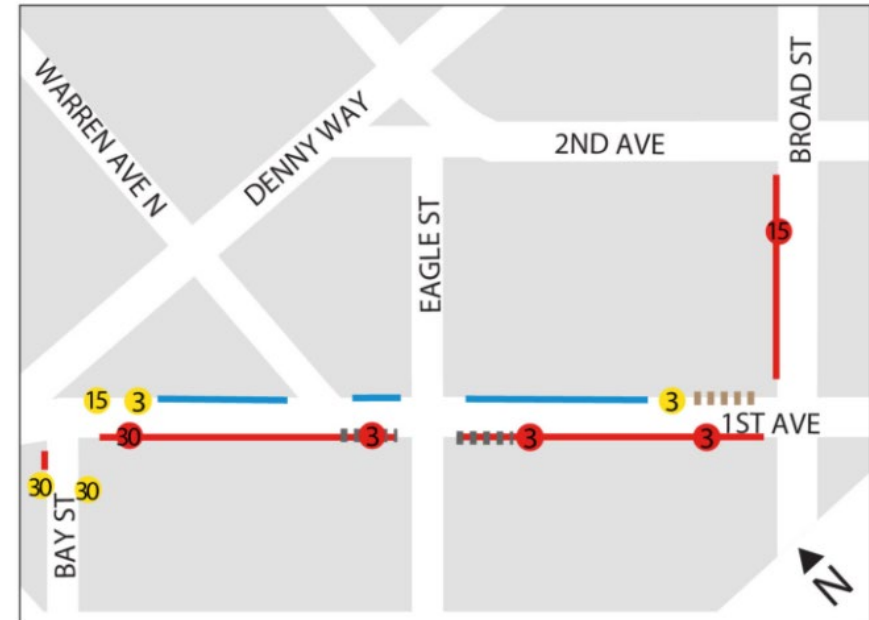 WARREN AVE N
DENNY WAY
2ND AVE
BROAD ST
EAGLE ST
15
15
3
3
1ST AVE
30
3
3
3
30
30
BAY ST
N